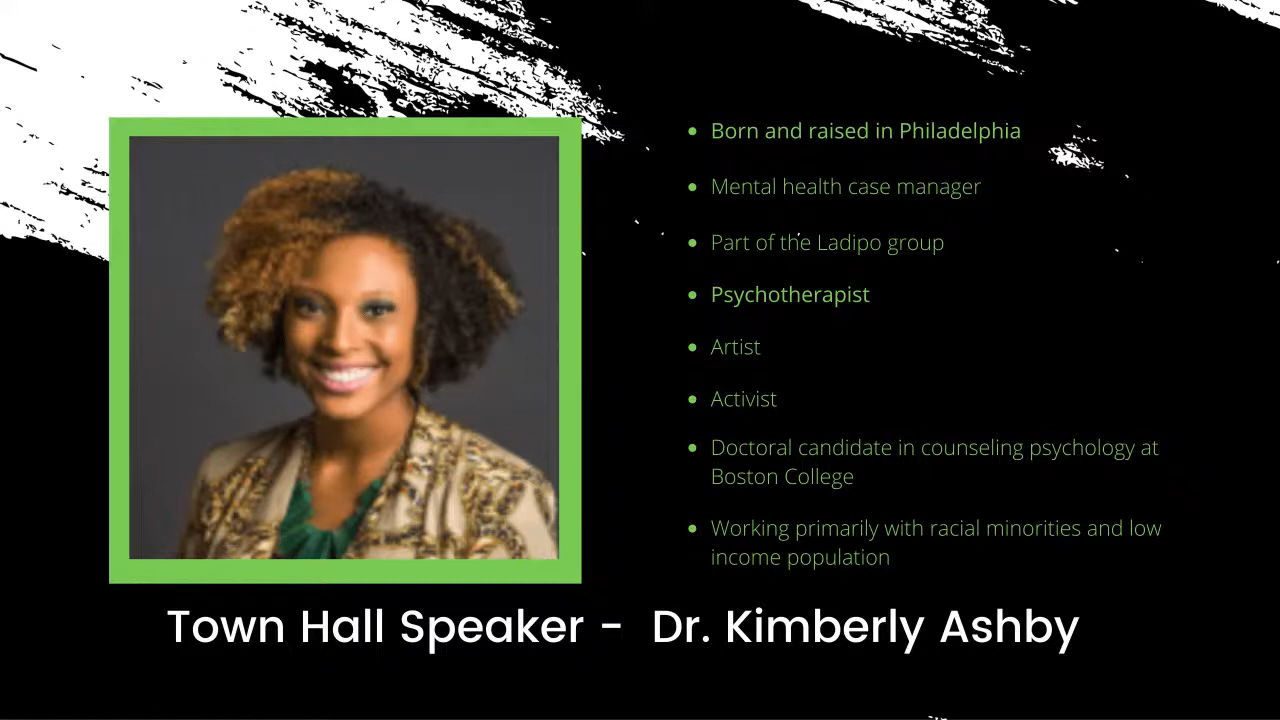 Born and raised in Philadelphia
Mental health case manager
Part of the Ladipo group
Psychotherapist
Artist
Activist
Doctoral candidate in counseling psychology at
Boston College
Working primarily with racial minorities and low
income population
Town Hall Speaker - Dr. Kimberly Ashby